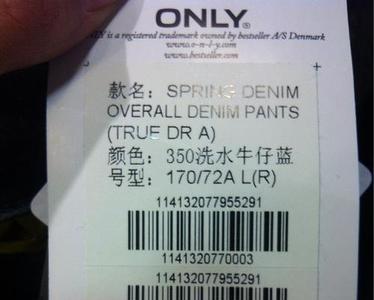 ONLY®
ONLY is a registered trademark owned by bestseller A/S Denmark
www.o-n-l-y.com
www.bestseller.com
款名：SPRING DENIM
OVERALL DENIM PANTS
(TRUE DR A)
颜色：350洗水牛仔蓝
号型：170/72A L(R)
114132077955291
1141320770003
114132077955291